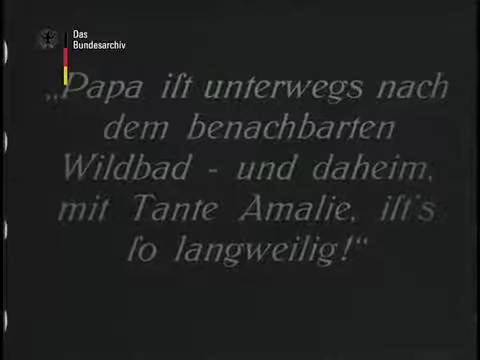 Das
Bundesarchiv
„Papa iſt unterwegs nach
dem benachbarten
Wildbad - und daheim,
mit Tante Amalie, iſt's
ſo langweilig!“